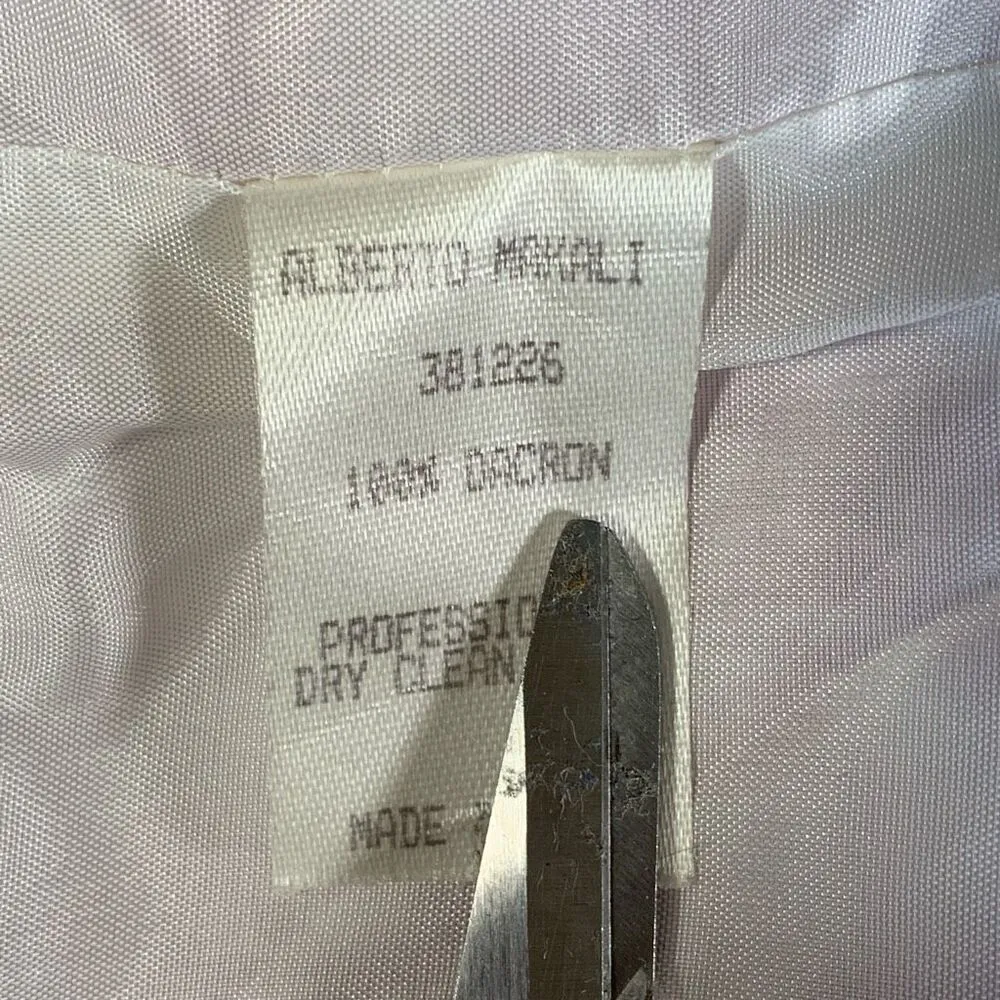 ALBERTO MAKALI
381226
100% DACRON
PROFESSIO
DRY CLEAN
MADE